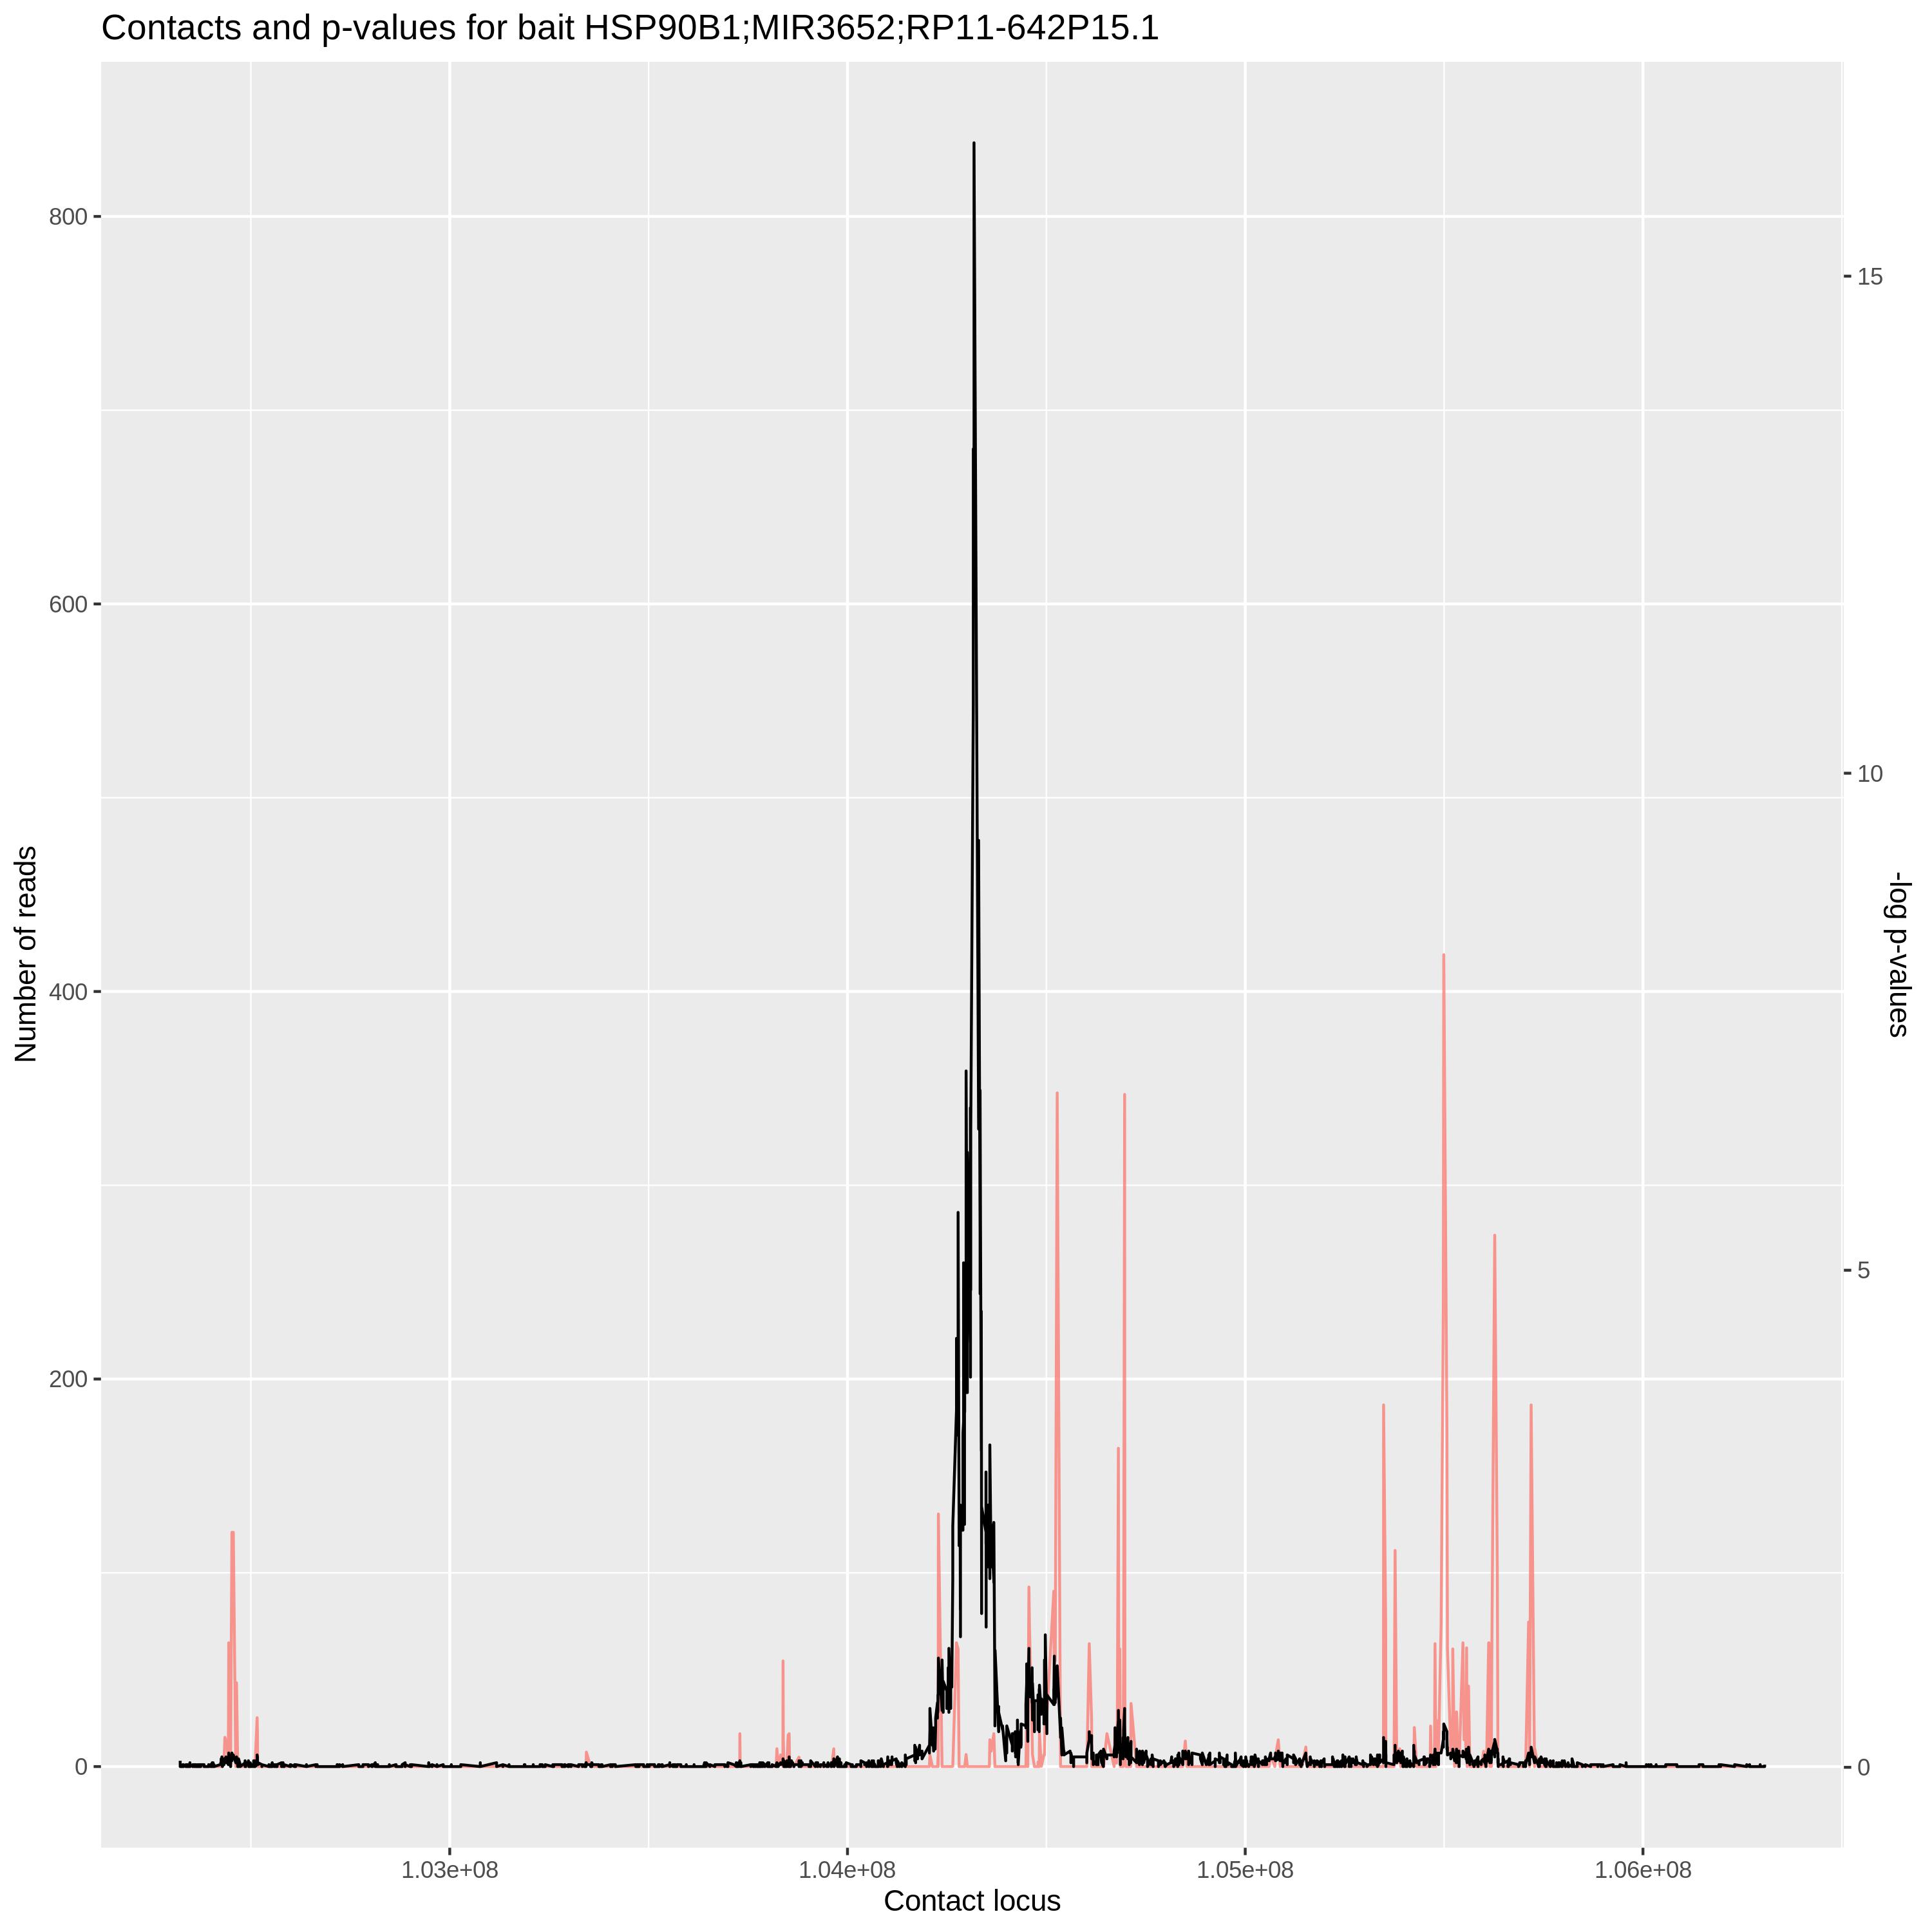 Contacts and p-values for bait HSP90B1;MIR3652;RP11-642P15.1
800
600
400
200
0
Number of reads
15
10
5
0
-log p-values
1.03e+08
1.04e+08
1.05e+08
1.06e+08
Contact locus